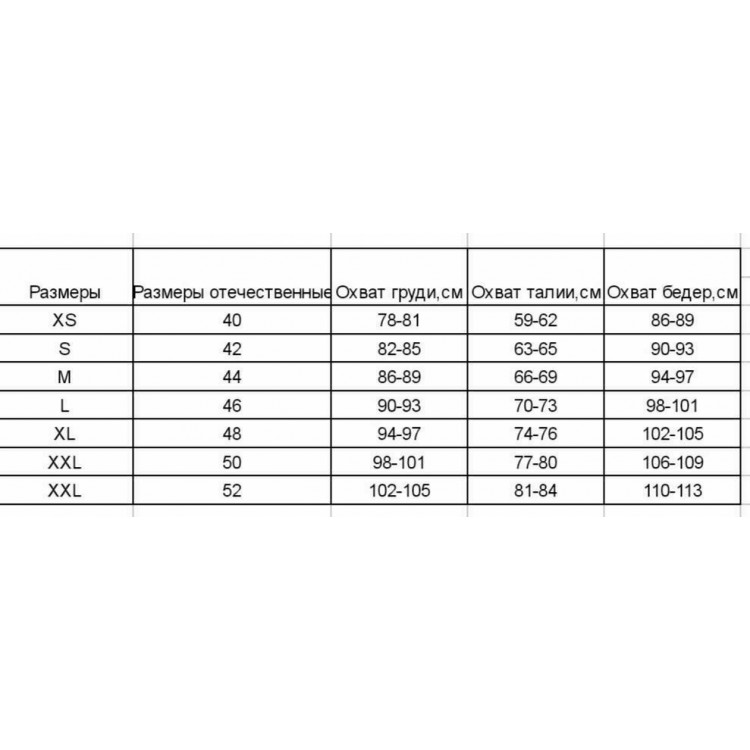 Размеры Размеры отечественные Охват груди,см Охват талии,см Охват бедер,см
XS 40 78-81 59-62 86-89
S 42 82-85 63-65 90-93
M 44 86-89 66-69 94-97
L 46 90-93 70-73 98-101
XL 48 94-97 74-76 102-105
XXL 50 98-101 77-80 106-109
XXL 52 102-105 81-84 110-113